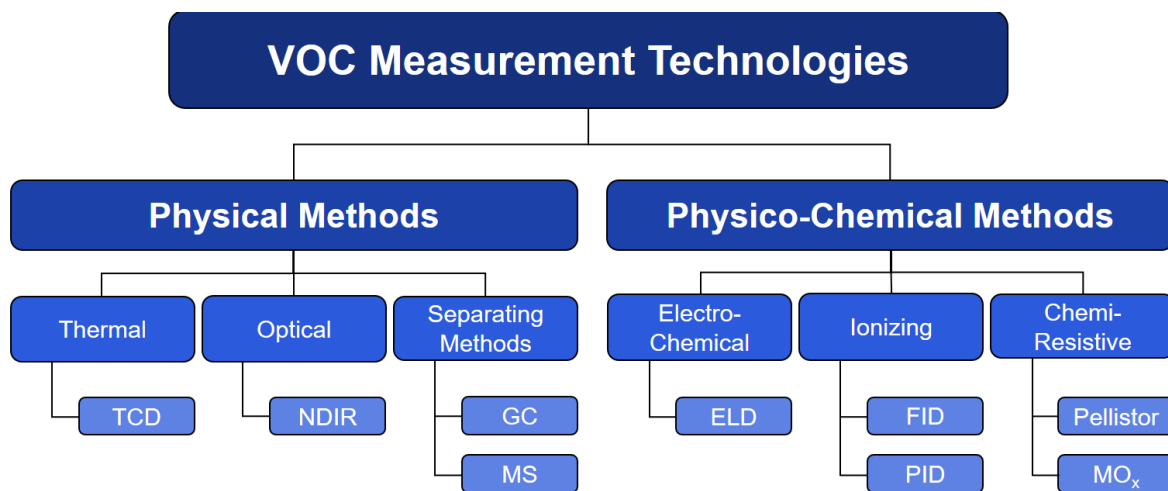 VOC Measurement Technologies
Physical Methods
Physico-Chemical Methods
Thermal
Optical
Separating
Methods
Electro-
Chemical
Ionizing
Chemi-
Resistive
TCD
NDIR
GC
MS
ELD
FID
PID
Pellistor
MOₓ